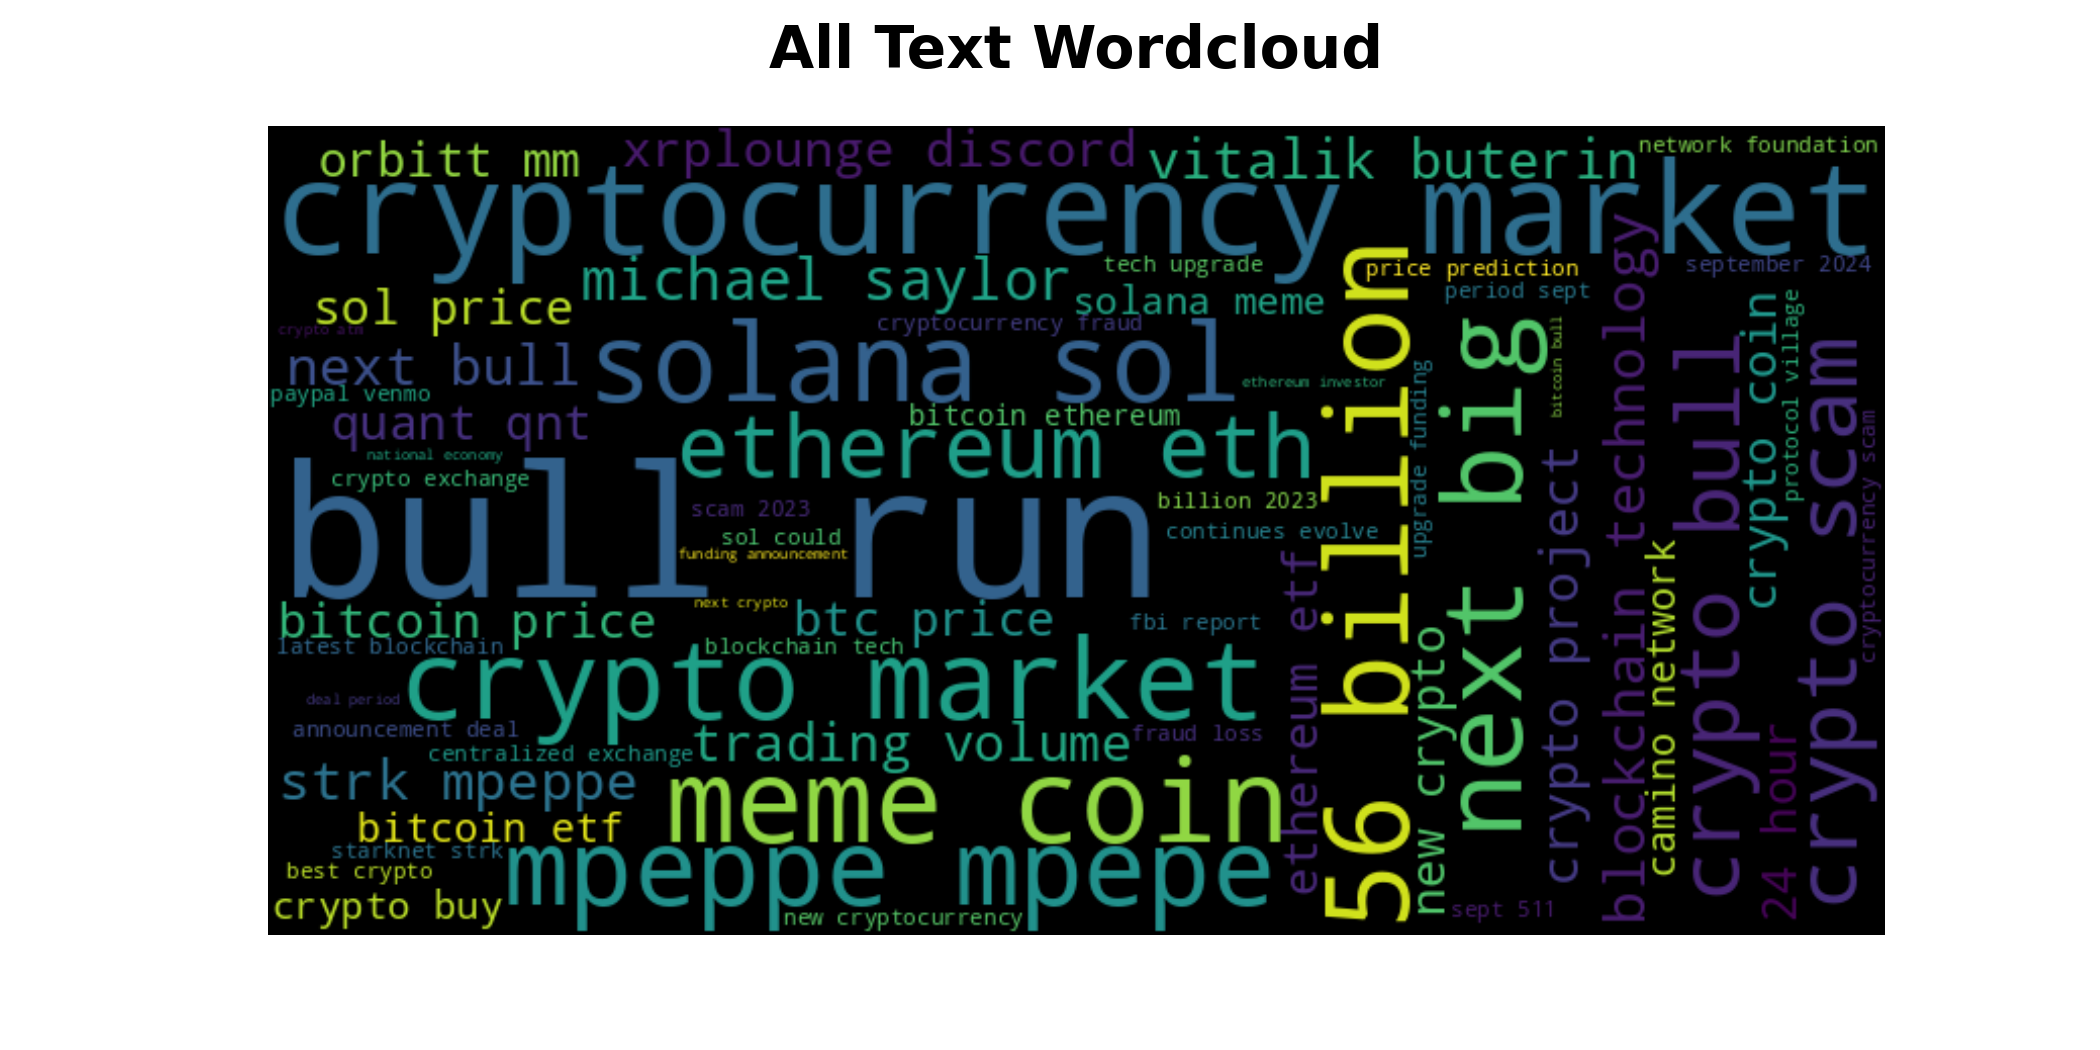 All Text Wordcloud
orbitt mm
xrplounge discord
vitalik buterin
network foundation
cryptocurrency market
michael saylor
tech upgrade
price prediction
september 2024
sol price
solana meme
period sept
crypto atm
cryptocurrency fraud
next bull
solana sol
ethereum investor
paypal venmo
quant qnt
bitcoin ethereum
ethereum eth
national economy
crypto exchange
bull run
scam 2023
billion 2023
sol could
continues evolve
funding announcement
next crypto
bitcoin price
btc price
fbi report
latest blockchain
blockchain tech
crypto market
deal period
announcement deal
trading volume
fraud loss
centralized exchange
strk mpeppe
meme coin
bitcoin etf
starknet strk
mpeppe mpepe
best crypto
crypto buy
new cryptocurrency
sept 511
ethereum etf
56 billion
upgrade funding
new crypto
next big
bitcoin bull
crypto project
blockchain technology
camino network
crypto bull
crypto coin
24 hour
protocol village
crypto scam
cryptocurrency scam